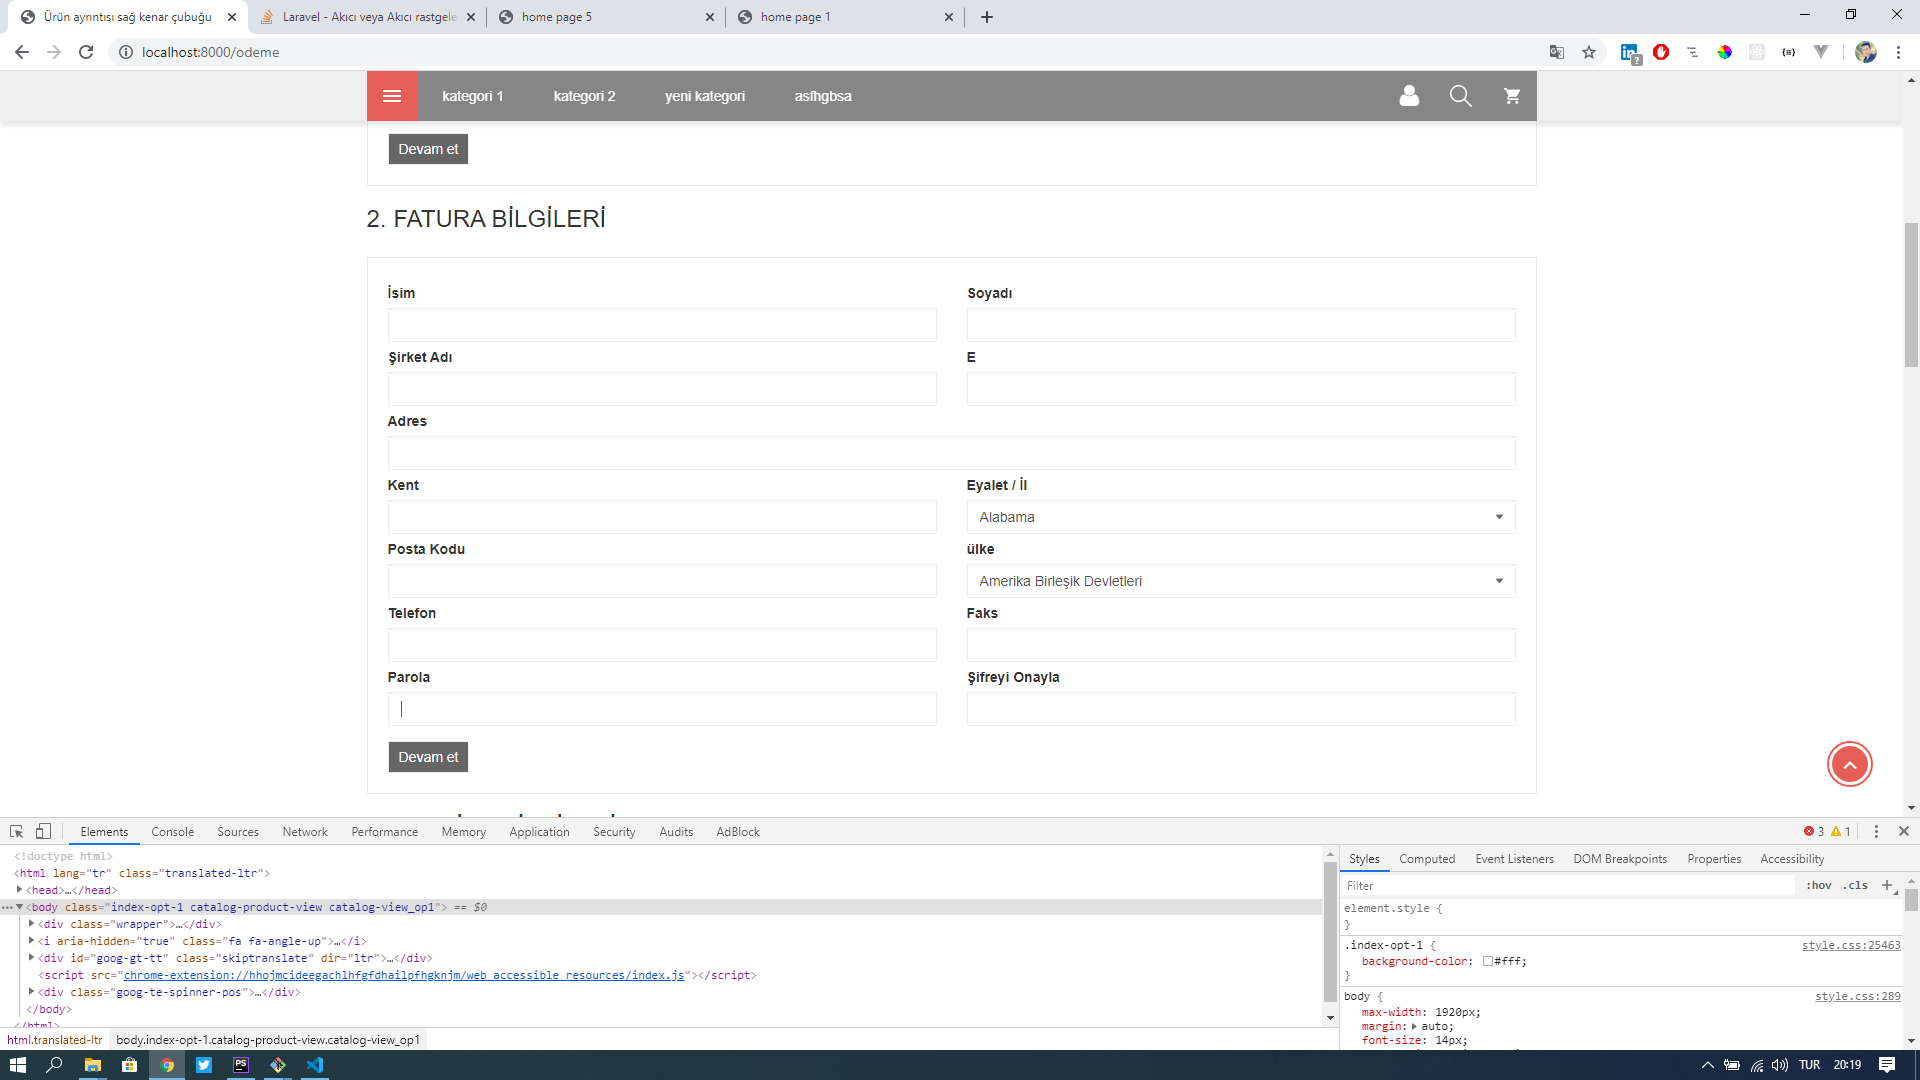 Ürün ayrıntısı sağ kenar çubuğu
Laravel - Akıcı veya Akıcı rastgele
home page 5
home page 1
localhost:8000/odeme
kategori 1
kategori 2
yeni kategori
asfhgbsa
Devam et
2. FATURA BİLGİLERİ
İsim
Soyadı
Şirket Adı
E
Adres
Kent
Eyalet / İl
Alabama
Posta Kodu
ülke
Amerika Birleşik Devletleri
Telefon
Faks
Parola
Şifreyi Onayla
Devam et
Elements Console Sources Network Performance Memory Application Security Audits AdBlock
3 1
<!doctype html>
<html lang="tr" class="translated-ltr">
<head>…</head>
<body class="index-opt-1 catalog-product-view catalog-view_op1"> == $0
<div class="wrapper">…</div>
<i aria-hidden="true" class="fa fa-angle-up">…</i>
<div id="goog-gt-tt" class="skiptranslate" dir="ltr">…</div>
<script src="chrome-extension://hhojmcideegachlhfgfdhailpfhgknjm/web_accessible_resources/index.js"></script>
<div class="goog-te-spinner-pos">…</div>
</body>
</html>
html.translated-ltr body.index-opt-1.catalog-product-view.catalog-view_op1
Styles Computed Event Listeners DOM Breakpoints Properties Accessibility
Filter :hov .cls
element.style {
}
.index-opt-1 { style.css:25463
background-color: #fff;
}
body { style.css:289
max-width: 1920px;
margin: auto;
font-size: 14px;
TUR 20:19